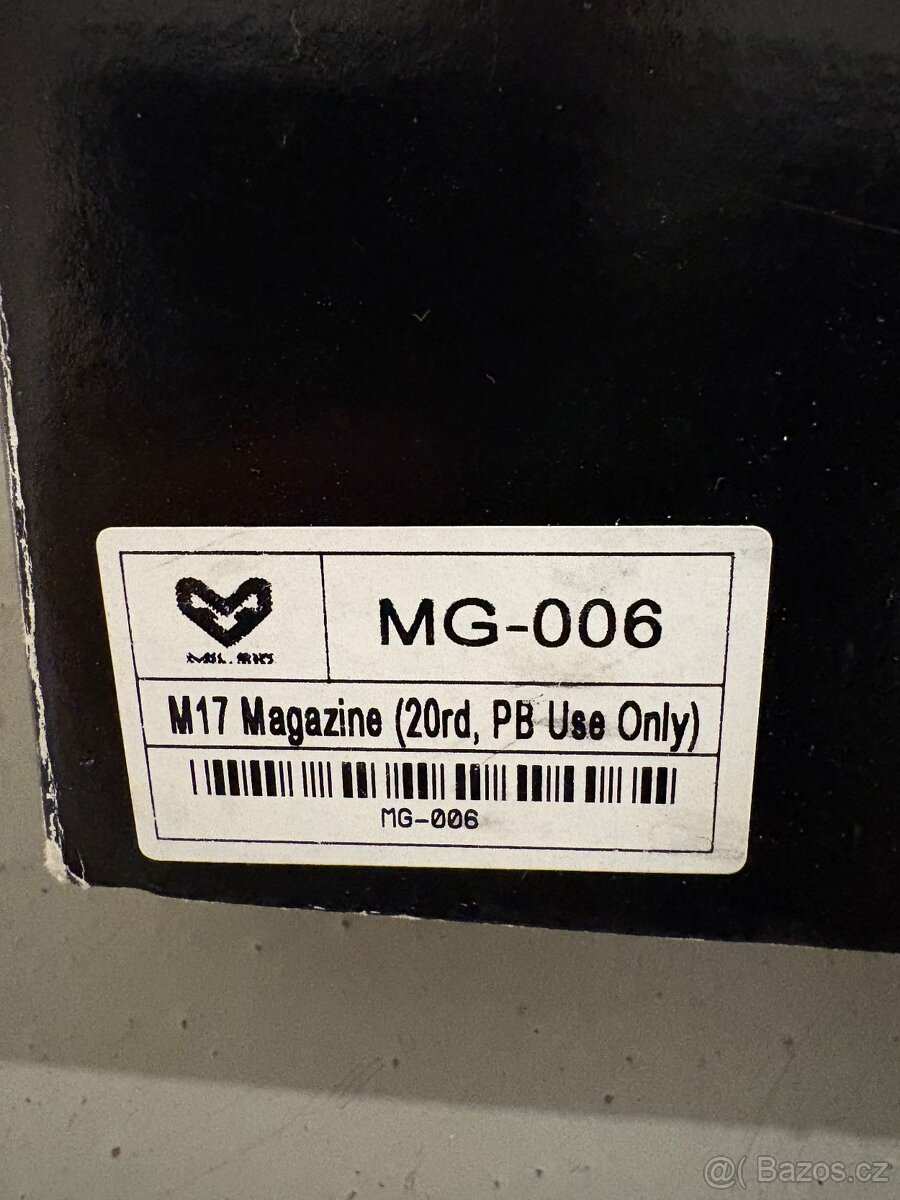 MG-006
M17 Magazine (20rd, PB Use Only)
MG-006
@( Bazos.cz